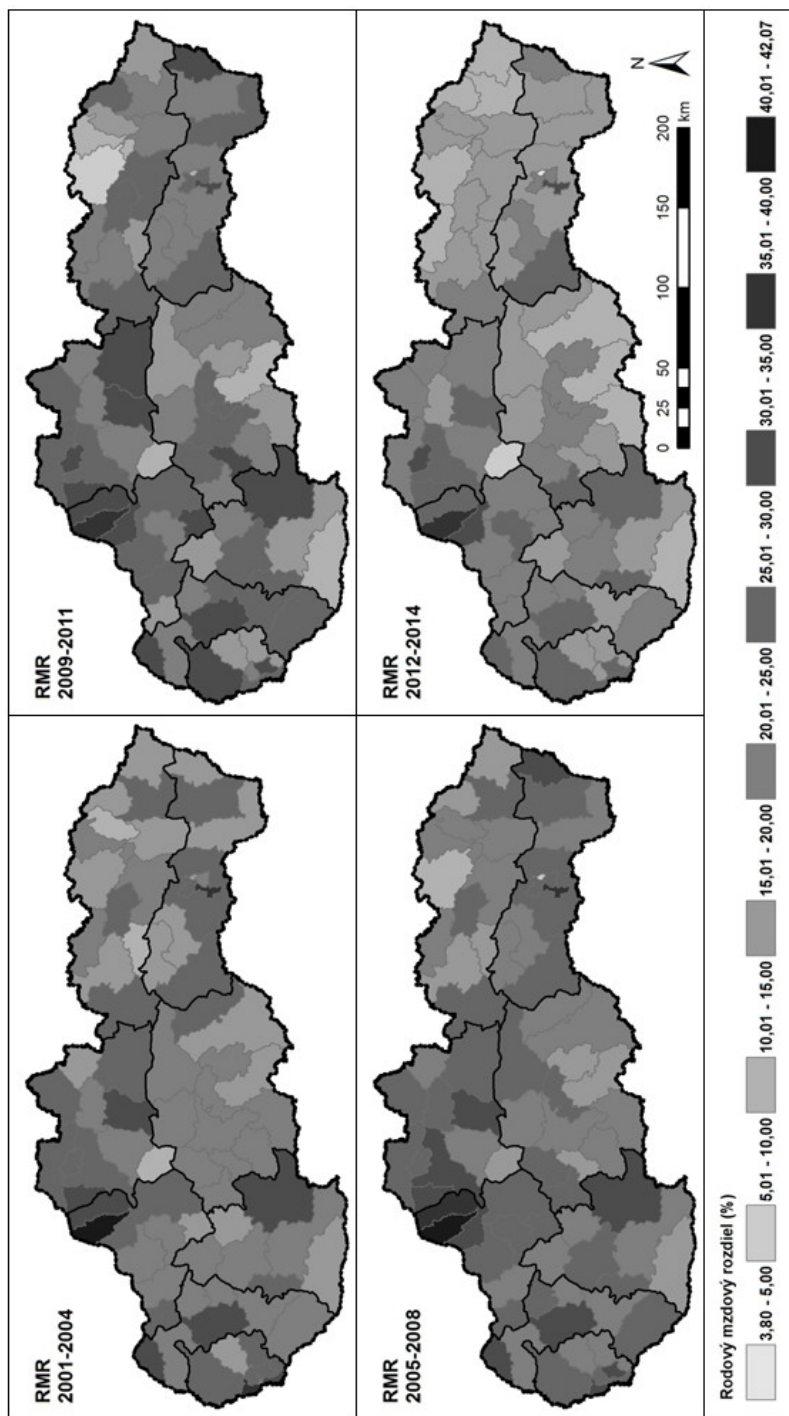 RMR
2001-2004
RMR
2009-2011
RMR
2005-2008
RMR
2012-2014
N
0 25 50 100 150 200
km
Rodový mzdový rozdiel (%)
3,80 - 5,00 5,01 - 10,00 10,01 - 15,00 15,01 - 20,00 20,01 - 25,00 25,01 - 30,00 30,01 - 35,00 35,01 - 40,00 40,01 - 42,07